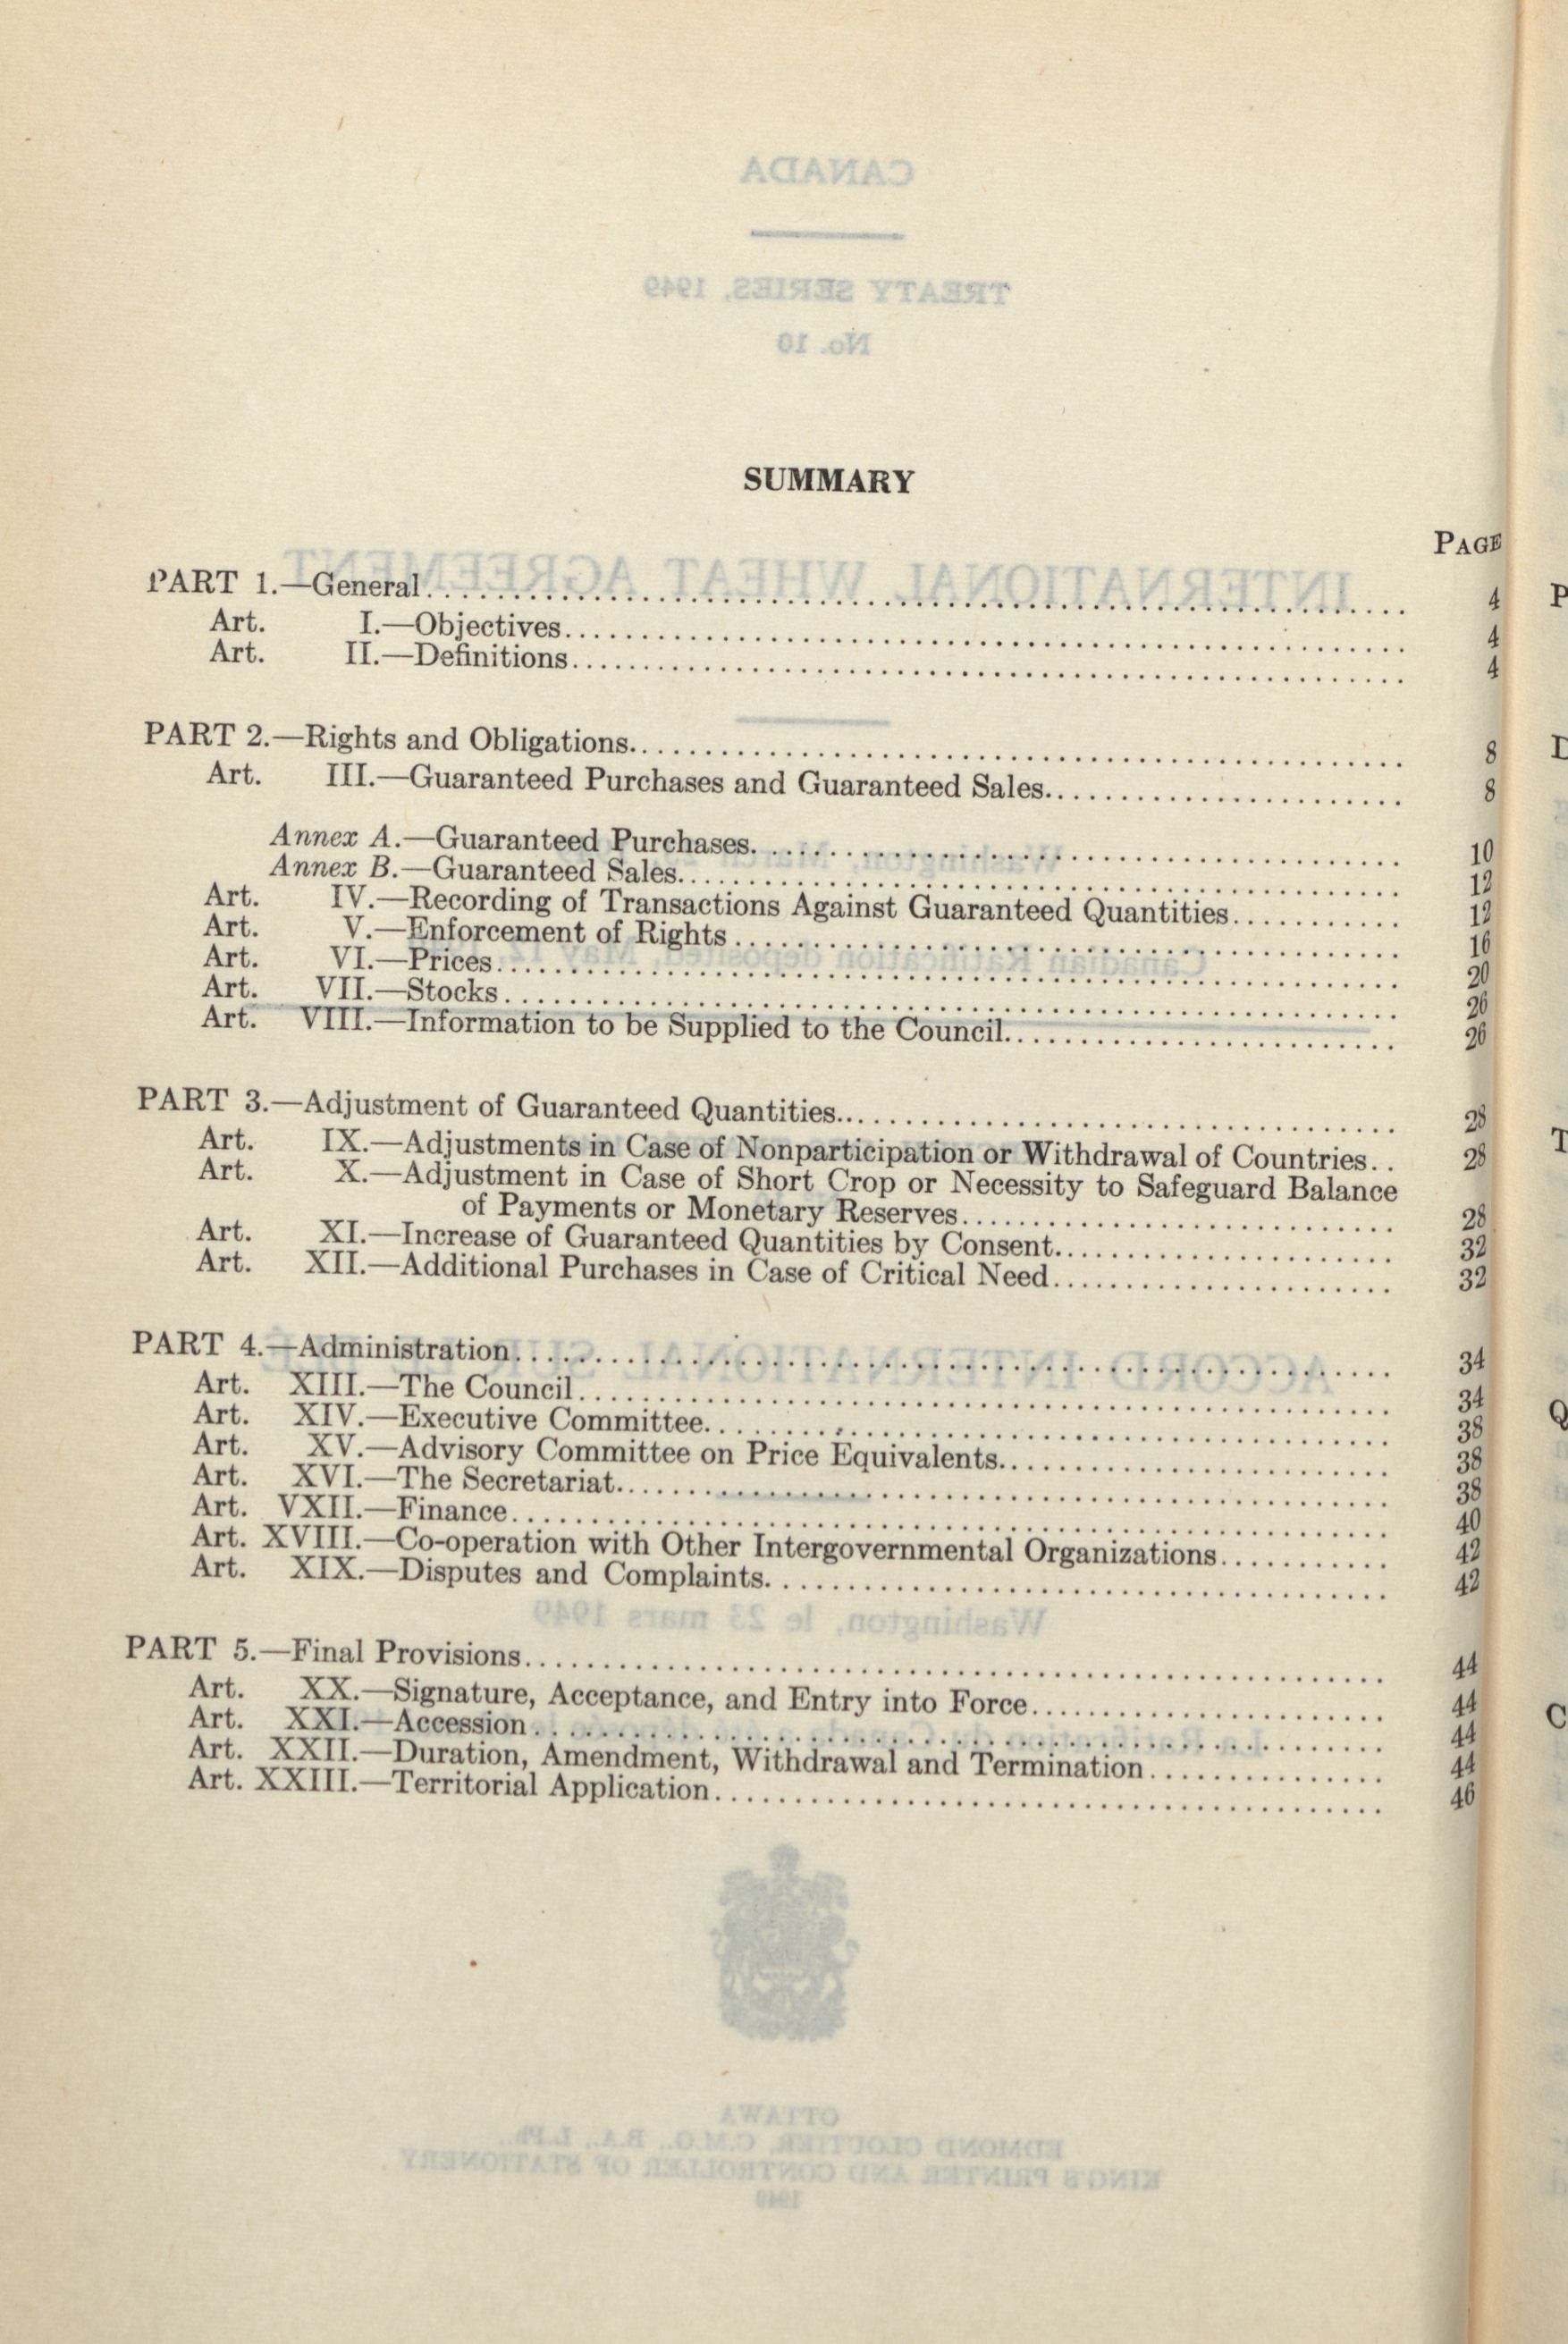 SUMMARY
PAGE
PART 1.—General.................... 4
Art. I.—Objectives.................... 4
Art. II.—Definitions.................... 4
PART 2.—Rights and Obligations.................... 8
Art. III.—Guaranteed Purchases and Guaranteed Sales.................... 8
Annex A.—Guaranteed Purchases.................... 10
Annex B.—Guaranteed Sales.................... 12
Art. IV.—Recording of Transactions Against Guaranteed Quantities.................... 12
Art. V.—Enforcement of Rights.................... 16
Art. VI.—Prices.................... 20
Art. VII.—Stocks.................... 26
Art. VIII.—Information to be Supplied to the Council.................... 26
PART 3.—Adjustment of Guaranteed Quantities.................... 28
Art. IX.—Adjustments in Case of Nonparticipation or Withdrawal of Countries.. 28
Art. X.—Adjustment in Case of Short Crop or Necessity to Safeguard Balance
of Payments or Monetary Reserves.................... 28
Art. XI.—Increase of Guaranteed Quantities by Consent.................... 32
Art. XII.—Additional Purchases in Case of Critical Need.................... 32
PART 4.—Administration.................... 34
Art. XIII.—The Council.................... 34
Art. XIV.—Executive Committee.................... 38
Art. XV.—Advisory Committee on Price Equivalents.................... 38
Art. XVI.—The Secretariat.................... 38
Art. VXII.—Finance.................... 40
Art. XVIII.—Co-operation with Other Intergovernmental Organizations.................... 42
Art. XIX.—Disputes and Complaints.................... 42
PART 5.—Final Provisions.................... 44
Art. XX.—Signature, Acceptance, and Entry into Force.................... 44
Art. XXI.—Accession.................... 44
Art. XXII.—Duration, Amendment, Withdrawal and Termination.................... 44
Art. XXIII.—Territorial Application.................... 46